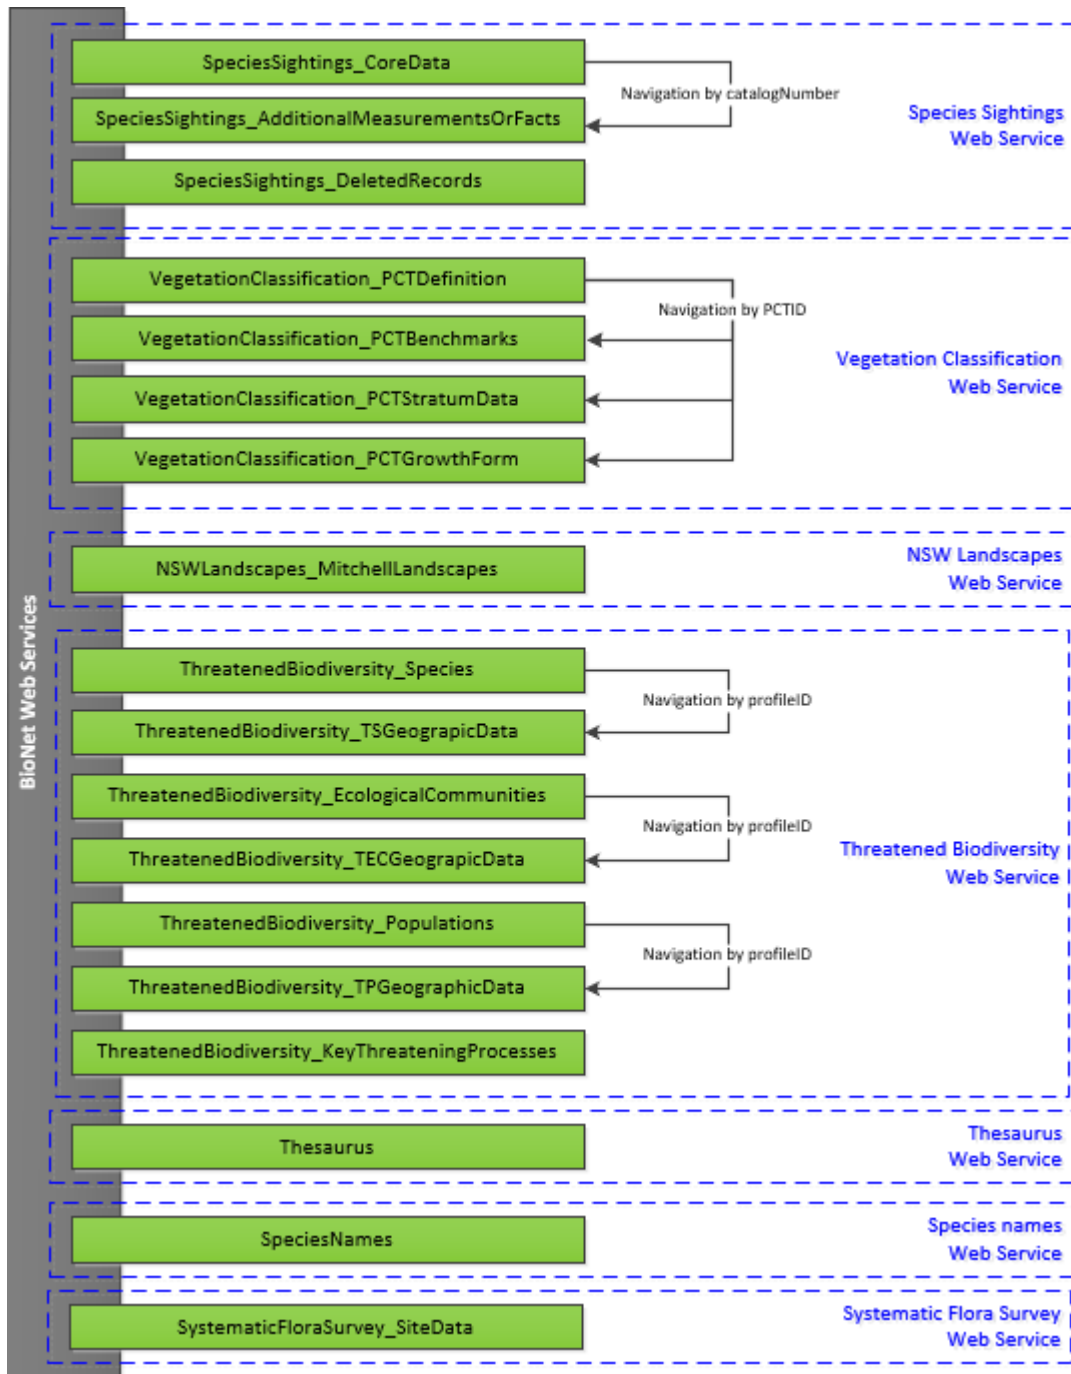 BioNet Web Services
SpeciesSightings_CoreData
Navigation by catalogNumber
SpeciesSightings_AdditionalMeasurementsOrFacts
SpeciesSightings_DeletedRecords
Species Sightings
Web Service
VegetationClassification_PCTDefinition
Navigation by PCTID
VegetationClassification_PCTBenchmarks
VegetationClassification_PCTStratumData
VegetationClassification_PCTGrowthForm
Vegetation Classification
Web Service
NSWLandscapes_MitchellLandscapes
NSW Landscapes
Web Service
ThreatenedBiodiversity_Species
Navigation by profileID
ThreatenedBiodiversity_TSGeograpicData
ThreatenedBiodiversity_EcologicalCommunities
Navigation by profileID
ThreatenedBiodiversity_TECGeograpicData
ThreatenedBiodiversity_Populations
Navigation by profileID
ThreatenedBiodiversity_TPGeographicData
ThreatenedBiodiversity_KeyThreateningProcesses
Threatened Biodiversity
Web Service
Thesaurus
Thesaurus
Web Service
SpeciesNames
Species names
Web Service
SystematicFloraSurvey_SiteData
Systematic Flora Survey
Web Service